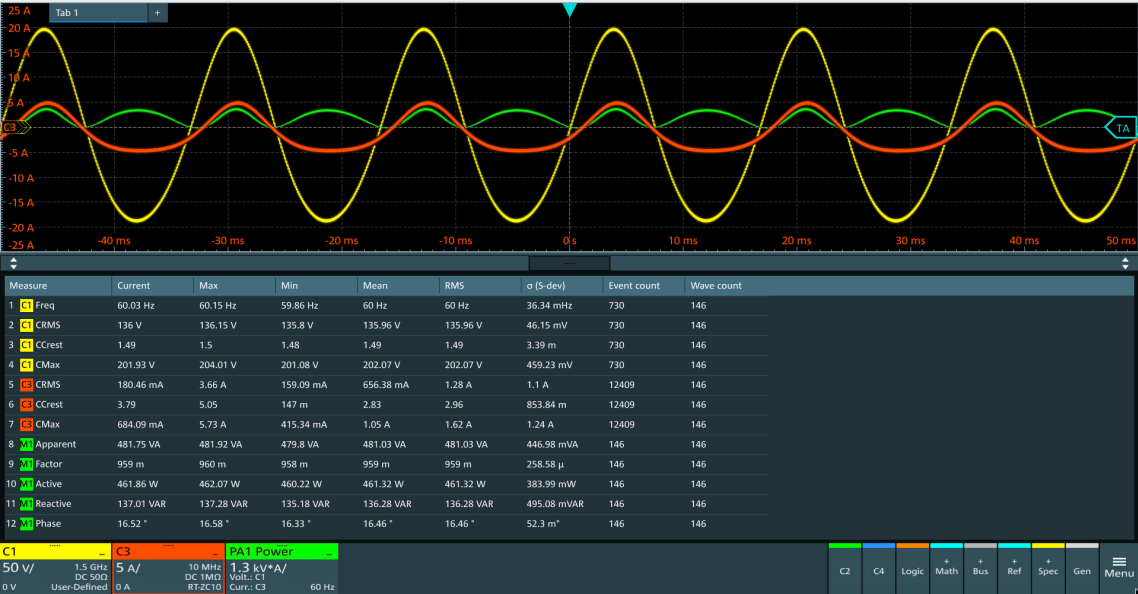 25 A
Tab 1 +
20 A
15 A
10 A
5 A
C3
TA
-5 A
-10 A
-15 A
-20 A
-25 A
-40 ms -30 ms -20 ms -10 ms 0 s 10 ms 20 ms 30 ms 40 ms 50 ms
Measure Current Max Min Mean RMS σ (S-dev) Event count Wave count
1 C1 Freq 60.03 Hz 60.15 Hz 59.86 Hz 60 Hz 60 Hz 36.34 mHz 730 146
2 C1 CRMS 136 V 136.15 V 135.8 V 135.96 V 135.96 V 46.15 mV 730 146
3 C1 CCrest 1.49 1.5 1.48 1.49 1.49 3.39 m 730 146
4 C1 CMax 201.93 V 204.01 V 201.08 V 202.07 V 202.07 V 459.23 mV 730 146
5 C3 CRMS 180.46 mA 3.66 A 159.09 mA 656.38 mA 1.28 A 1.1 A 12409 146
6 C3 CCrest 3.79 5.05 147 m 2.83 2.96 853.84 m 12409 146
7 C3 CMax 684.09 mA 5.73 A 415.34 mA 1.05 A 1.62 A 1.24 A 12409 146
8 M1 Apparent 481.75 VA 481.92 VA 479.8 VA 481.03 VA 481.03 VA 446.98 mVA 146 146
9 M1 Factor 959 m 960 m 958 m 959 m 959 m 258.58 µ 146 146
10 M1 Active 461.86 W 462.07 W 460.22 W 461.32 W 461.32 W 383.99 mW 146 146
11 M1 Reactive 137.01 VAR 137.28 VAR 135.18 VAR 136.28 VAR 136.28 VAR 495.08 mVAR 146 146
12 M1 Phase 16.52 ° 16.58 ° 16.33 ° 16.46 ° 16.46 ° 52.3 m° 146 146
C1 C3 PA1 Power
50 V/ 1.5 GHz 5 A/ 10 MHz 1.3 kV*A/
DC 50Ω DC 1MΩ Volt.: C1
0 V User-Defined 0 A RT-ZC10 Curr.: C3 60 Hz
C2 C4 Logic + Math + Bus + Ref + Spec Gen Menu